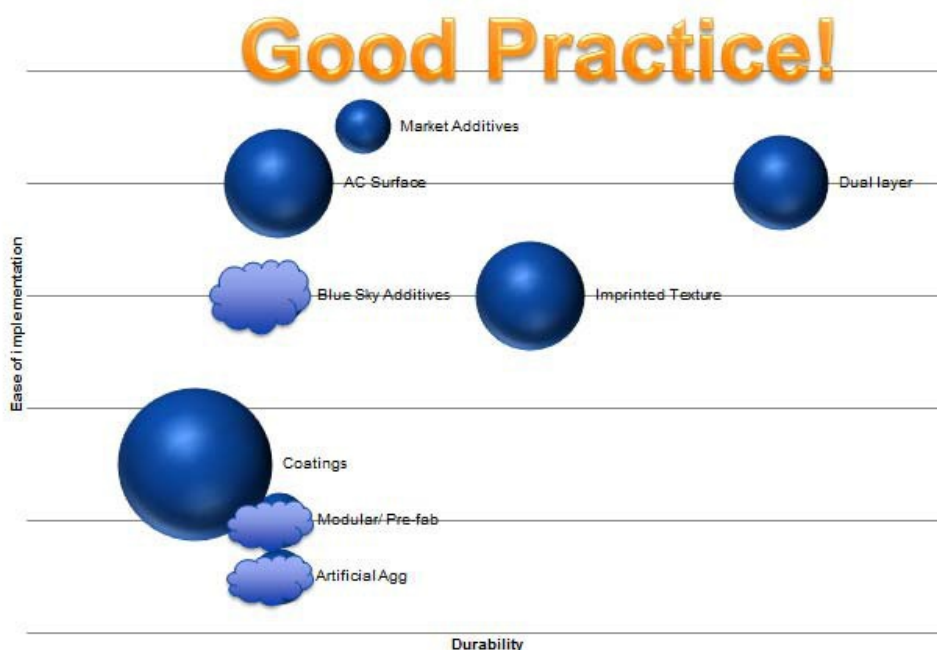 Good Practice!
Market Additives
AC Surface
Dual layer
Blue Sky Additives
Imprinted Texture
Ease of implementation
Coatings
Modular/ Pre-fab
Artificial Agg
Durability